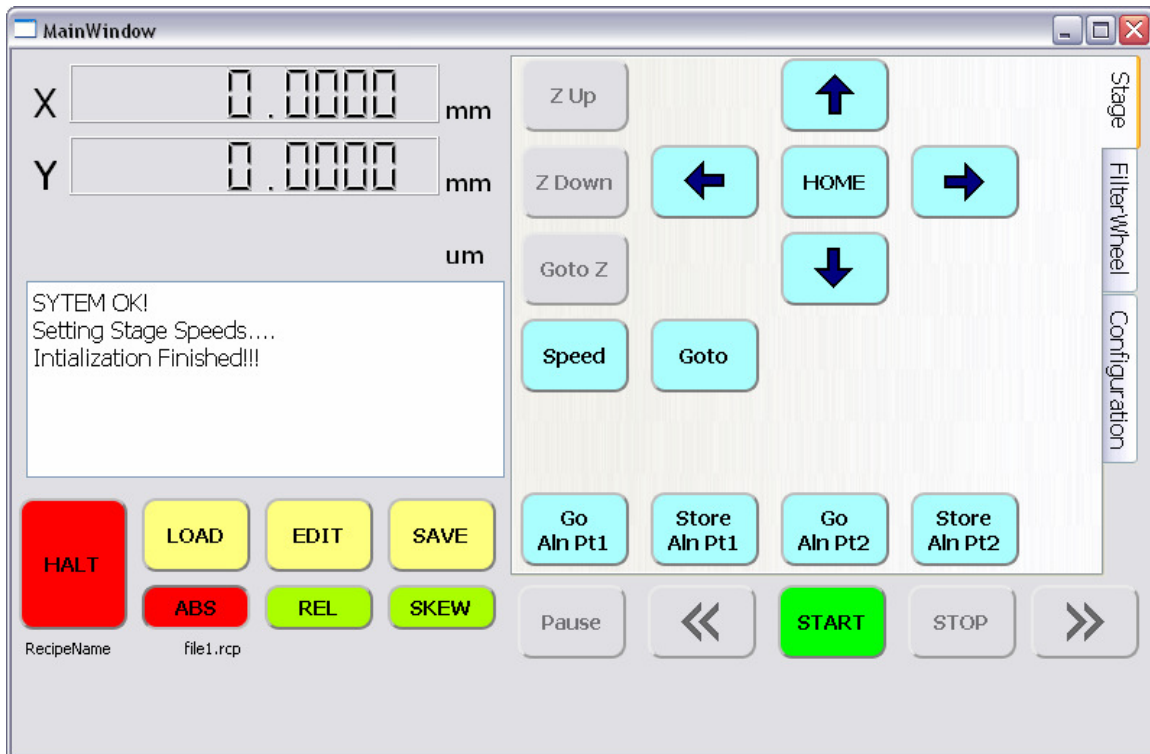 MainWindow
X 0.0000 mm
Y 0.0000 mm
um
SYTEM OK!
Setting Stage Speeds....
Intialization Finished!!!
HALT
LOAD
EDIT
SAVE
ABS
REL
SKEW
RecipeName
file1.rcp
Z Up
Z Down
HOME
Goto Z
Speed
Goto
Go
Aln Pt1
Store
Aln Pt1
Go
Aln Pt2
Store
Aln Pt2
Stage
FilterWheel
Configuration
Pause
START
STOP